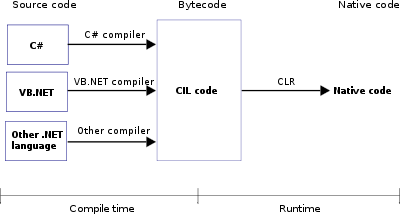 Source code
Bytecode
Native code
C# compiler
C#
VB.NET compiler
VB.NET
CIL code
CLR
Native code
Other compiler
Other .NET
language
Compile time
Runtime